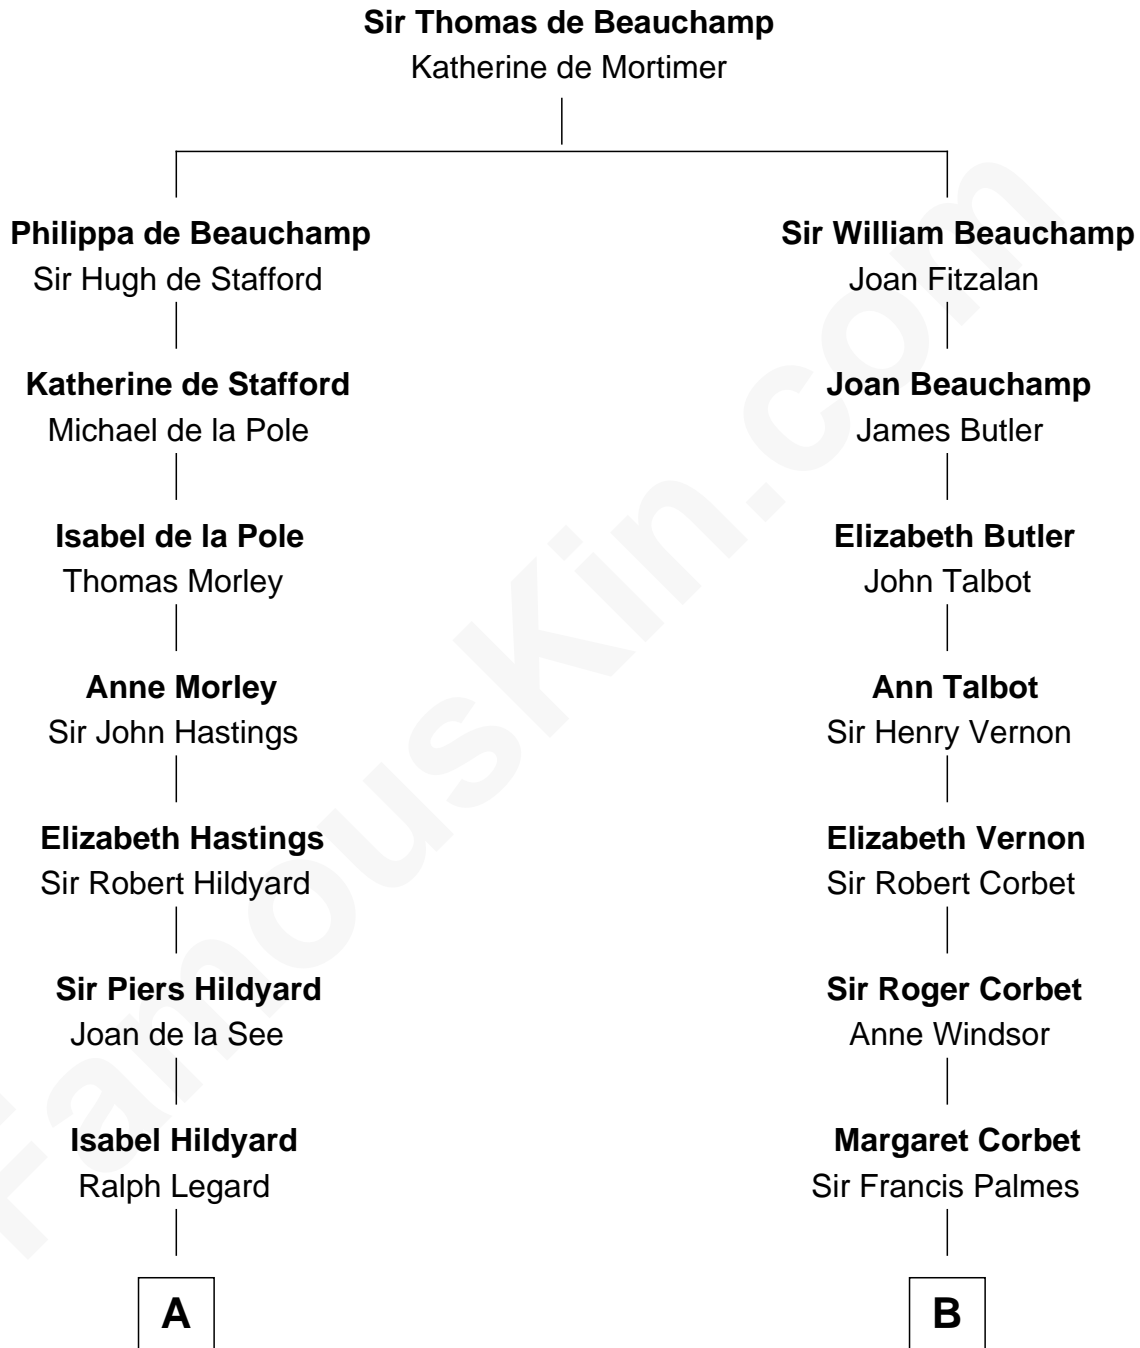 Sir Thomas de Beauchamp
Katherine de Mortimer
Philippa de Beauchamp
Sir Hugh de Stafford
Katherine de Stafford
Michael de la Pole
Isabel de la Pole
Thomas Morley
Anne Morley
Sir John Hastings
Elizabeth Hastings
Sir Robert Hildyard
Sir Piers Hildyard
Joan de la See
Isabel Hildyard
Ralph Legard
A
Sir William Beauchamp
Joan Fitzalan
Joan Beauchamp
James Butler
Elizabeth Butler
John Talbot
Ann Talbot
Sir Henry Vernon
Elizabeth Vernon
Sir Robert Corbet
Sir Roger Corbet
Anne Windsor
Margaret Corbet
Sir Francis Palmes
B
FamousKin.com